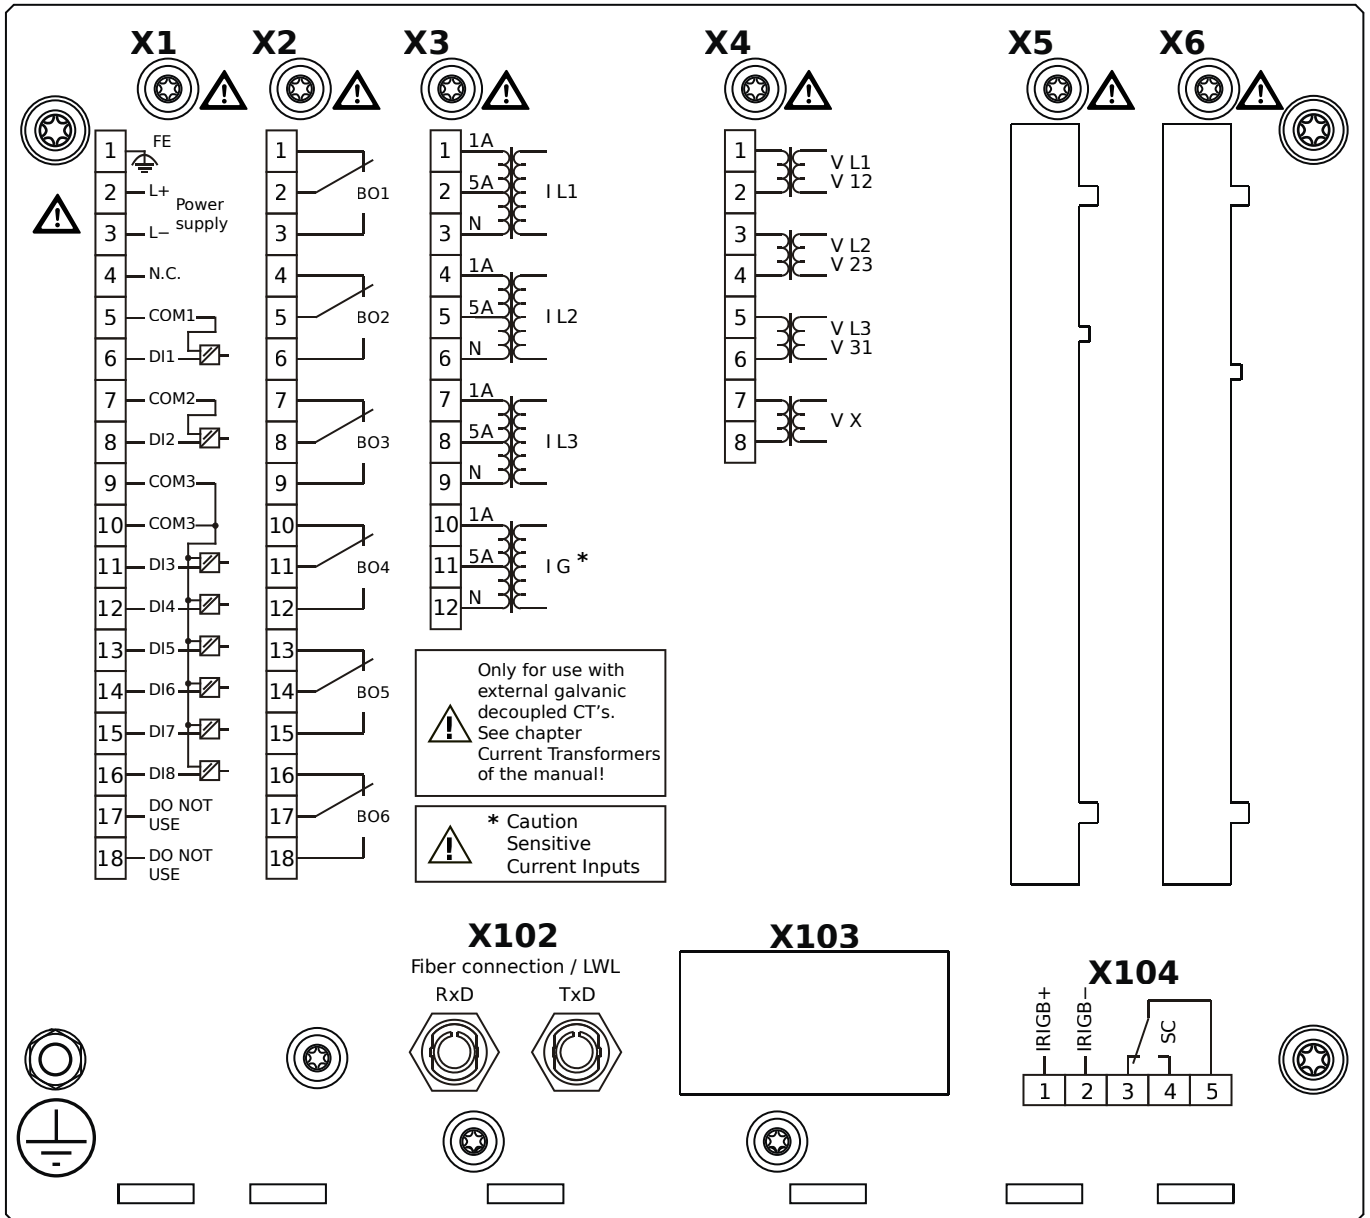 X1 X2 X3 X4 X5 X6
1 FE
2 L+
Power
supply
3 L−
4 N.C.
5 COM1
6 DI1
7 COM2
8 DI2
9 COM3
10 COM3
11 DI3
12 DI4
13 DI5
14 DI6
15 DI7
16 DI8
17 DO NOT
USE
18 DO NOT
USE
1
2 BO1
3
4
5 BO2
6
7
8 BO3
9
10
11 BO4
12
13
14 BO5
15
16
17 BO6
18
1 1A
2 5A I L1
3 N
4 1A
5 5A I L2
6 N
7 1A
8 5A I L3
9 N
10 1A
11 5A I G *
12 N
Only for use with
external galvanic
decoupled CT's.
See chapter
Current Transformers
of the manual!
* Caution
Sensitive
Current Inputs
1 V L1
2 V 12
3 V L2
4 V 23
5 V L3
6 V 31
7 V X
8
X102
Fiber connection / LWL
RxD TxD
X103
X104
IRIGB+ IRIGB− SC
1 2 3 4 5